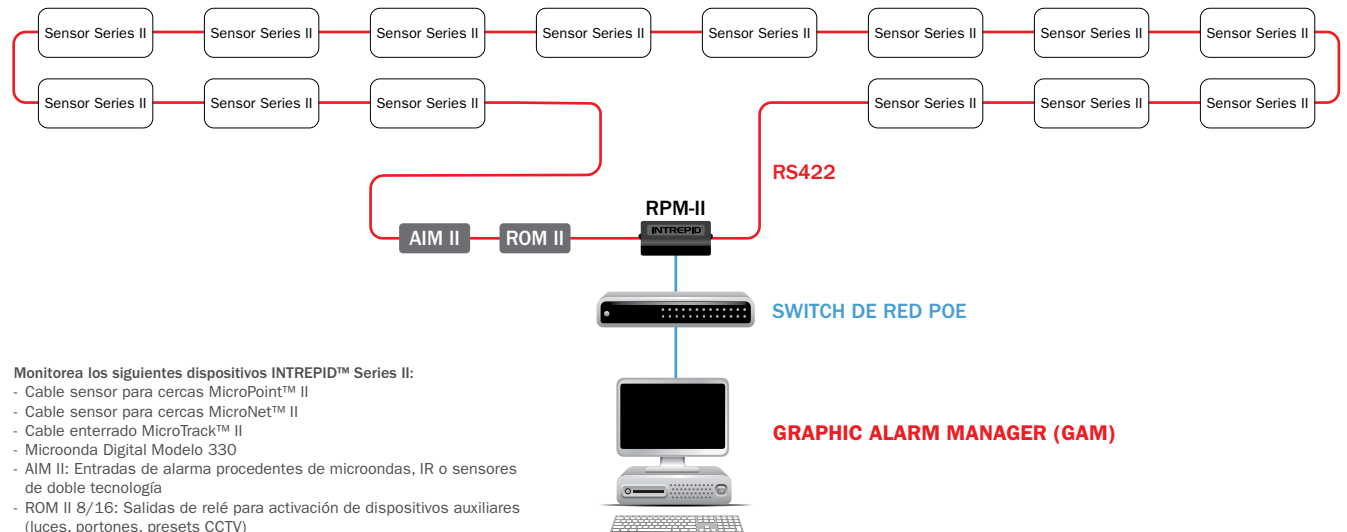 Sensor Series II Sensor Series II Sensor Series II Sensor Series II Sensor Series II Sensor Series II Sensor Series II Sensor Series II
Sensor Series II Sensor Series II Sensor Series II Sensor Series II Sensor Series II Sensor Series II
RS422
RPM-II
INTREPID
AIM II
ROM II
SWITCH DE RED POE
Monitorea los siguientes dispositivos INTREPID™ Series II:
- Cable sensor para cercas MicroPoint™ II
- Cable sensor para cercas MicroNet™ II
- Cable enterrado MicroTrack™ II
- Microonda Digital Modelo 330
- AIM II: Entradas de alarma procedentes de microondas, IR o sensores
de doble tecnología
- ROM II 8/16: Salidas de relé para activación de dispositivos auxiliares
(luces, portones, presets CCTV)
GRAPHIC ALARM MANAGER (GAM)